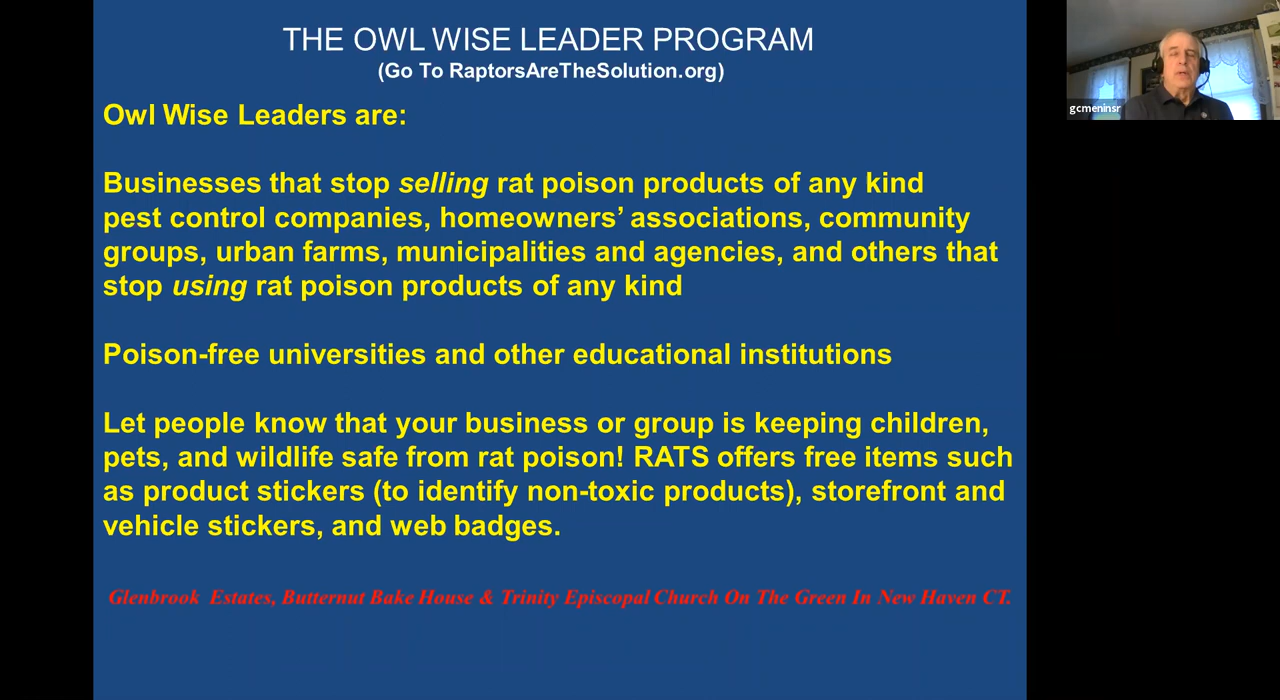 THE OWL WISE LEADER PROGRAM
(Go To RaptorsAreTheSolution.org)
Owl Wise Leaders are:
Businesses that stop selling rat poison products of any kind
pest control companies, homeowners’ associations, community
groups, urban farms, municipalities and agencies, and others that
stop using rat poison products of any kind
Poison-free universities and other educational institutions
Let people know that your business or group is keeping children,
pets, and wildlife safe from rat poison! RATS offers free items such
as product stickers (to identify non-toxic products), storefront and
vehicle stickers, and web badges.
Glenbrook Estates, Butternut Bake House & Trinity Episcopal Church On The Green In New Haven CT.
gcmeninsr